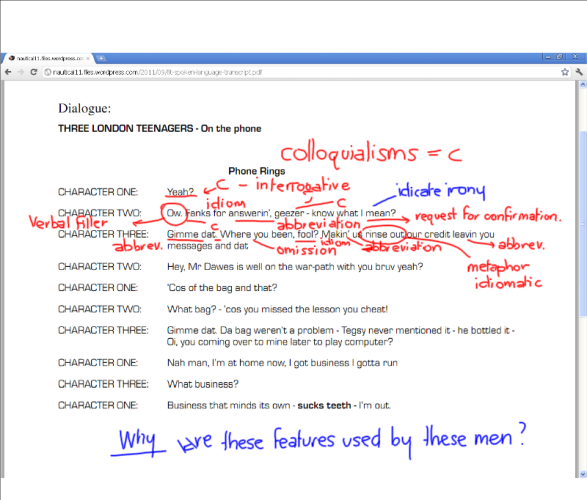 nautical11.files.wordpress.co
nautical11.files.wordpress.com/2011/09/fit-spoken-language-transcript.pdf
Dialogue:
THREE LONDON TEENAGERS - On the phone
colloquialisms = c
Phone Rings
CHARACTER ONE: Yeah?
C - interrogative
idiom
c
idicate irony
CHARACTER TWO: Ow. Fanks for answerin', geezer - know what I mean?
request for confirmation.
Verbal filler
abbreviation
c
CHARACTER THREE: Gimme dat. Where you been, fool? Makin' us rinse out our credit leavin you
messages and dat
abbrev.
omission
idiom
abbreviation
abbrev.
metaphor
idiomatic
CHARACTER TWO: Hey, Mr Dawes is well on the war-path with you bruv yeah?
CHARACTER ONE: 'Cos of the bag and that?
CHARACTER TWO: What bag? - 'cos you missed the lesson you cheat!
CHARACTER THREE: Gimme dat. Da bag weren't a problem - Tegsy never mentioned it - he bottled it -
Oi, you coming over to mine later to play computer?
CHARACTER ONE: Nah man, I'm at home now, I got business I gotta run
CHARACTER THREE: What business?
CHARACTER ONE: Business that minds its own - sucks teeth - I'm out.
Why are these features used by these men?